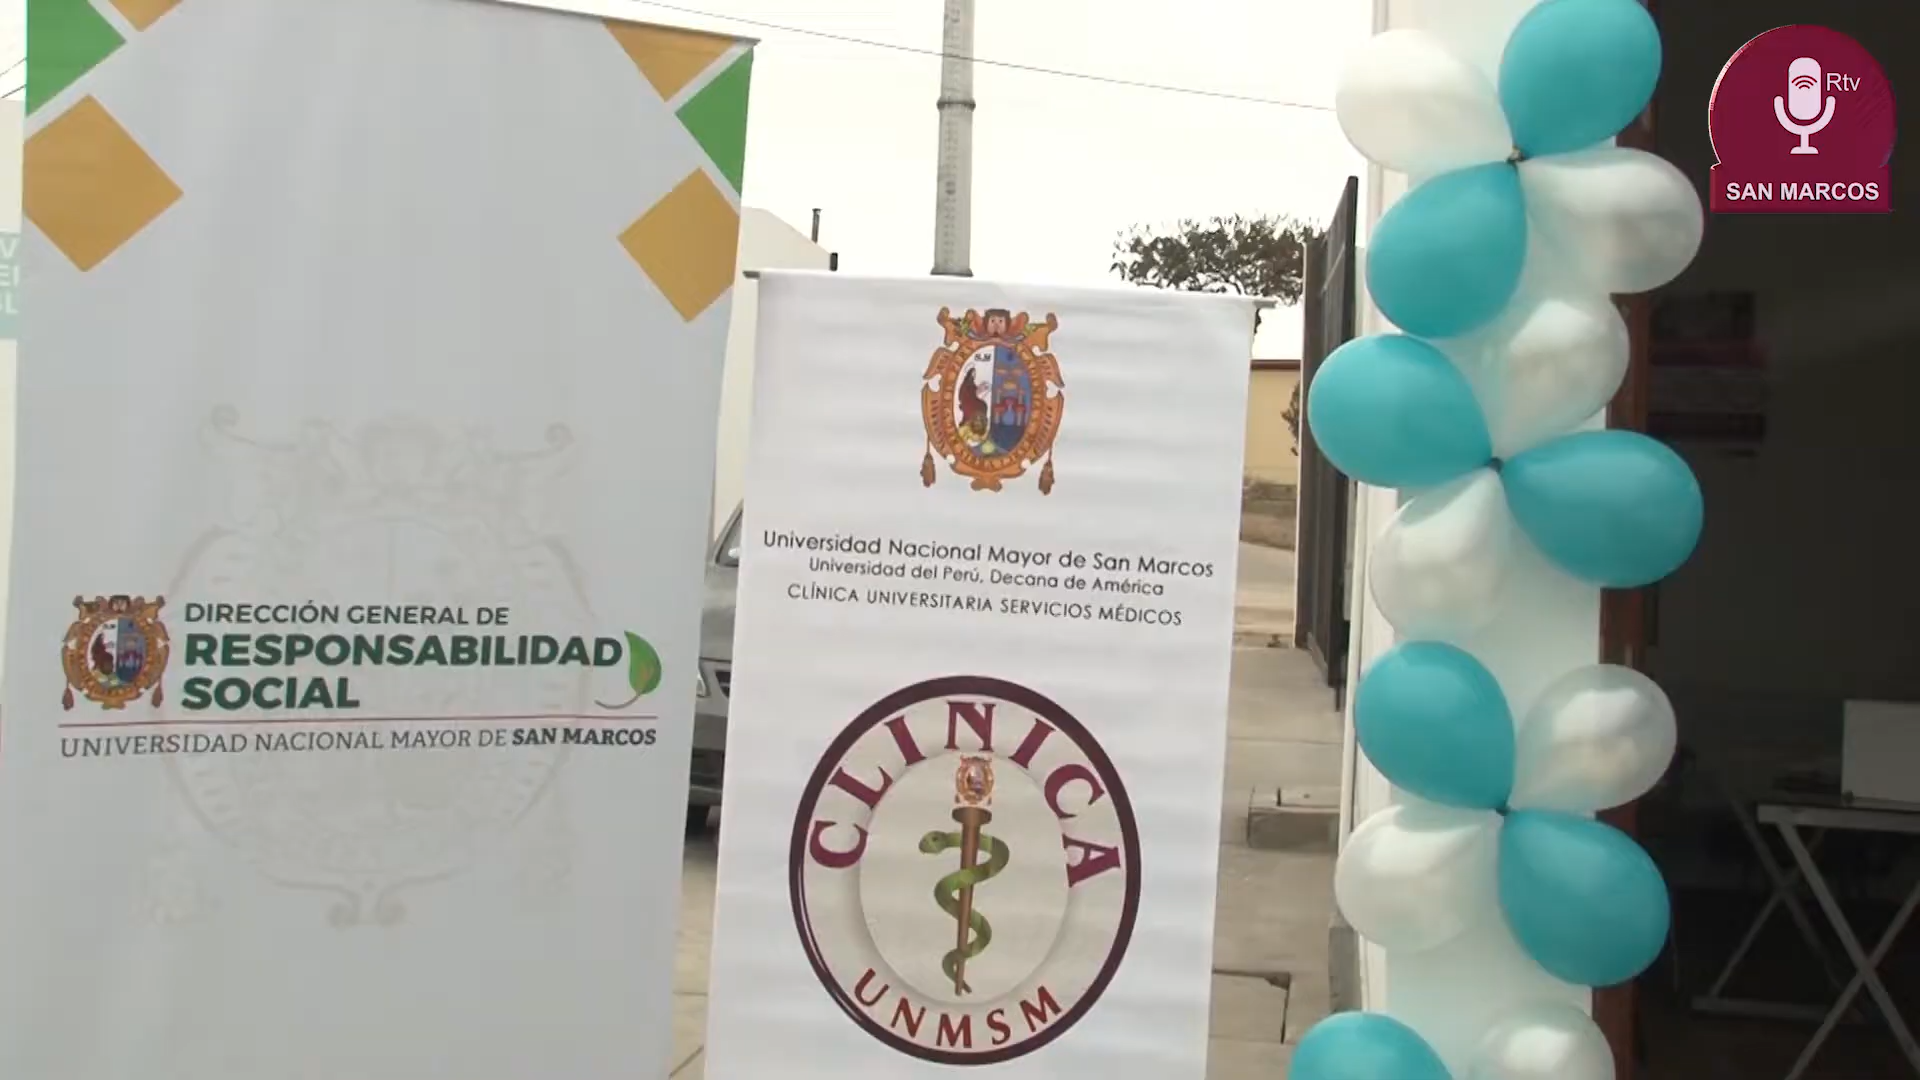 DIRECCIÓN GENERAL DE
RESPONSABILIDAD
SOCIAL
UNIVERSIDAD NACIONAL MAYOR DE SAN MARCOS
Universidad Nacional Mayor de San Marcos
Universidad del Perú, Decana de América
CLÍNICA UNIVERSITARIA SERVICIOS MÉDICOS
CLINICA
UNMSM
Rtv
SAN MARCOS